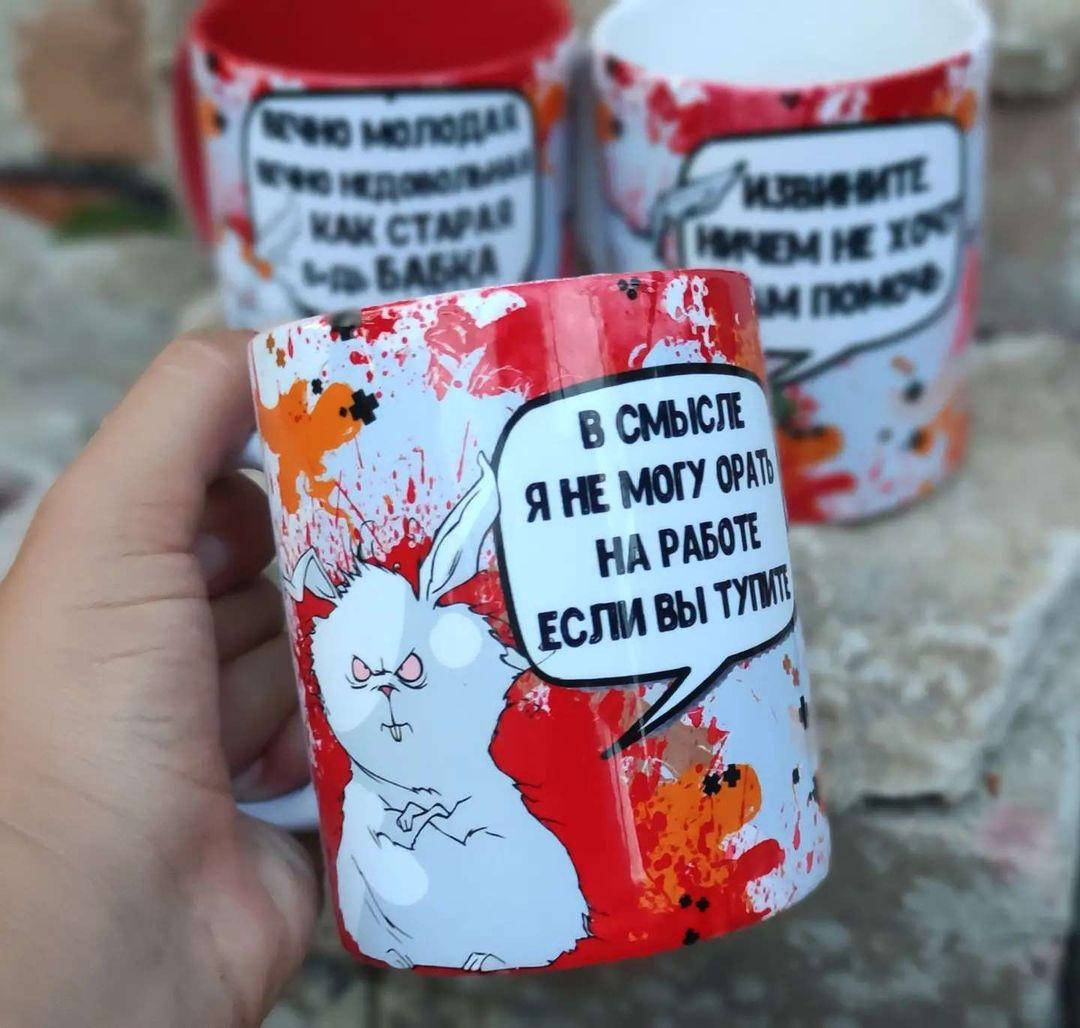 ВЕЧНО МОЛОДАЯ
ВЕЧНО НЕДОВОЛЬНАЯ
КАК СТАРАЯ
БАБКА
ИЗВИНИТЕ
НИЧЕМ НЕ ХОЧУ
ПОМОЧЬ
В СМЫСЛЕ
Я НЕ МОГУ ОРАТЬ
НА РАБОТЕ
ЕСЛИ ВЫ ТУПИТЕ